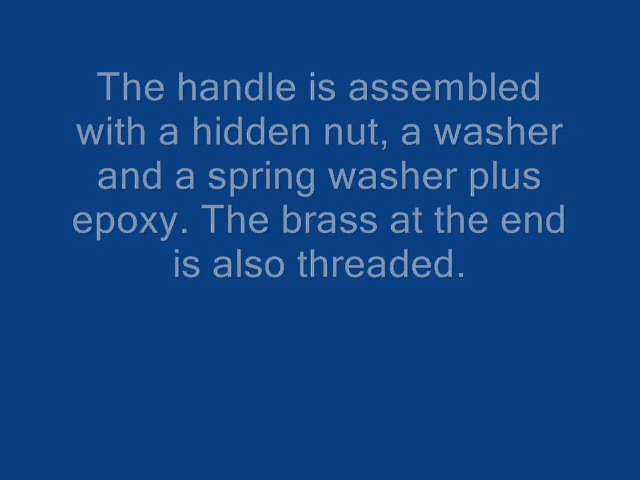 The handle is assembled
with a hidden nut, a washer
and a spring washer plus
epoxy. The brass at the end
is also threaded.